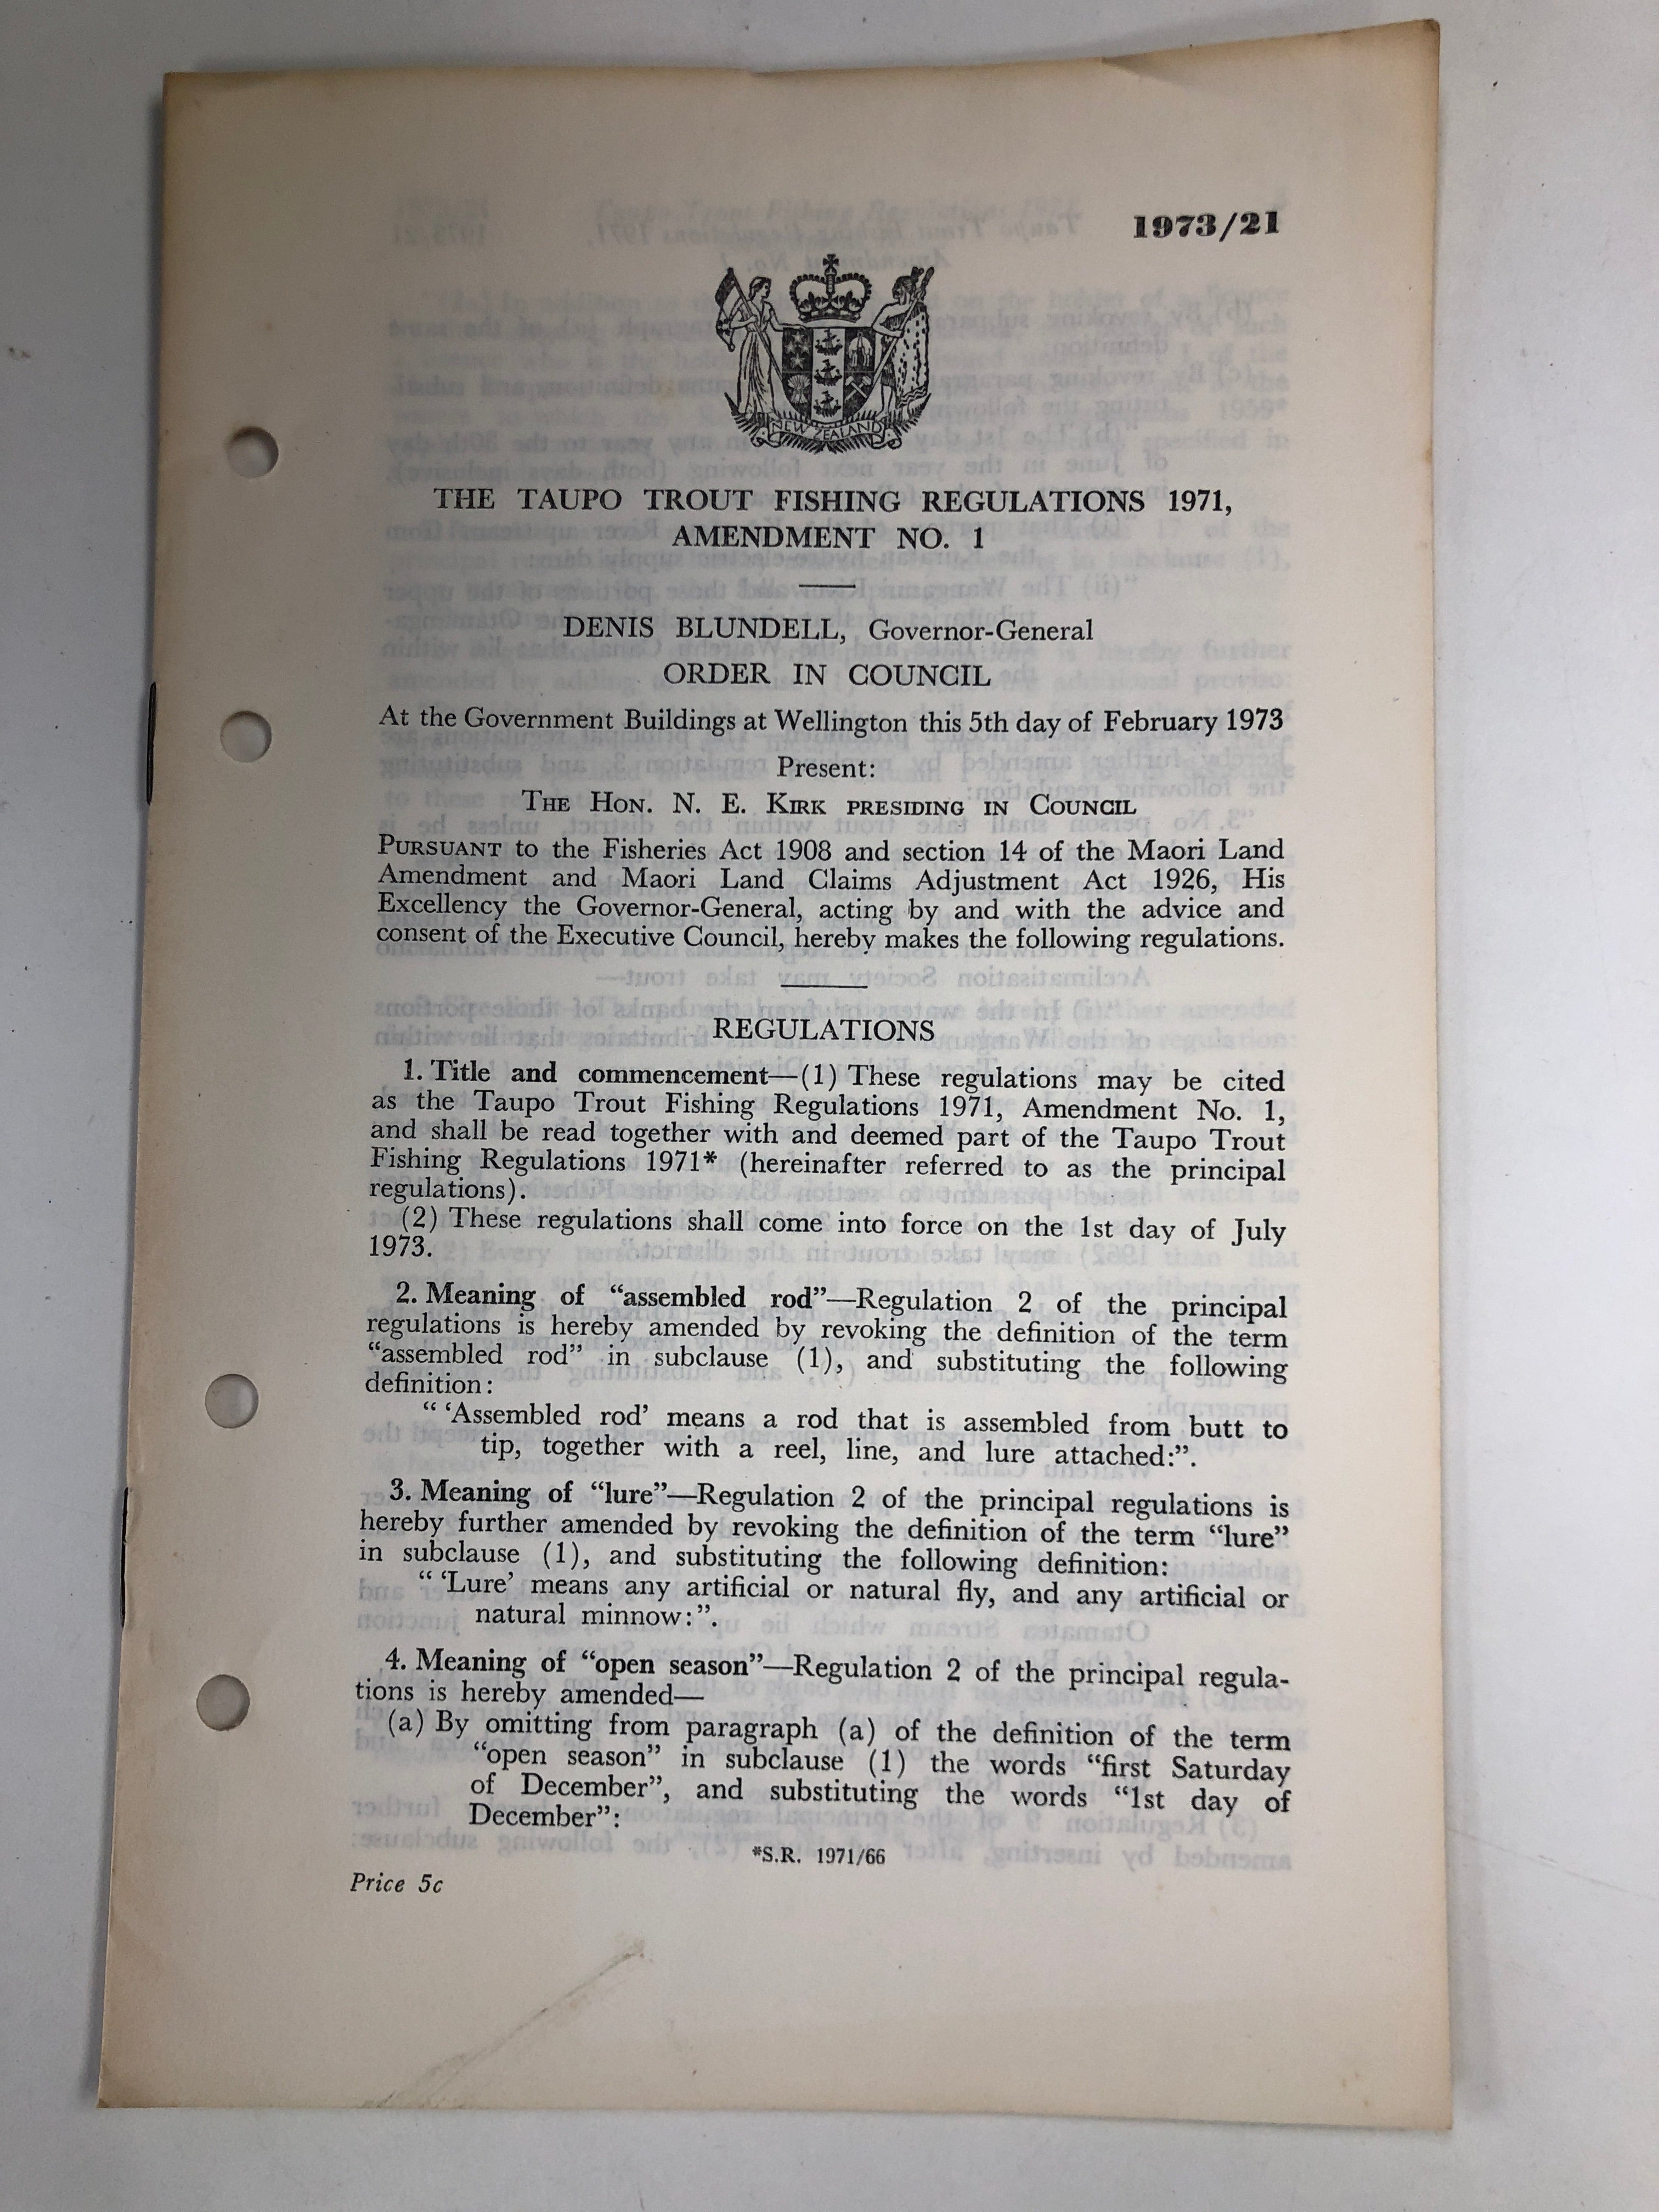 1973/21
NEW ZEALAND
THE TAUPO TROUT FISHING REGULATIONS 1971,
AMENDMENT NO. 1
DENIS BLUNDELL, Governor-General
ORDER IN COUNCIL
At the Government Buildings at Wellington this 5th day of February 1973
Present:
THE HON. N. E. KIRK PRESIDING IN COUNCIL
PURSUANT to the Fisheries Act 1908 and section 14 of the Maori Land
Amendment and Maori Land Claims Adjustment Act 1926, His
Excellency the Governor-General, acting by and with the advice and
consent of the Executive Council, hereby makes the following regulations.
REGULATIONS
1. Title and commencement—(1) These regulations may be cited
as the Taupo Trout Fishing Regulations 1971, Amendment No. 1,
and shall be read together with and deemed part of the Taupo Trout
Fishing Regulations 1971* (hereinafter referred to as the principal
regulations).
(2) These regulations shall come into force on the 1st day of July
1973.
2. Meaning of “assembled rod”—Regulation 2 of the principal
regulations is hereby amended by revoking the definition of the term
“assembled rod” in subclause (1), and substituting the following
definition:
“ ‘Assembled rod’ means a rod that is assembled from butt to
tip, together with a reel, line, and lure attached:”.
3. Meaning of “lure”—Regulation 2 of the principal regulations is
hereby further amended by revoking the definition of the term “lure”
in subclause (1), and substituting the following definition:
“ ‘Lure’ means any artificial or natural fly, and any artificial or
natural minnow:”.
4. Meaning of “open season”—Regulation 2 of the principal regula-
tions is hereby amended—
(a) By omitting from paragraph (a) of the definition of the term
“open season” in subclause (1) the words “first Saturday
of December”, and substituting the words “1st day of
December”:
*S.R. 1971/66
Price 5c